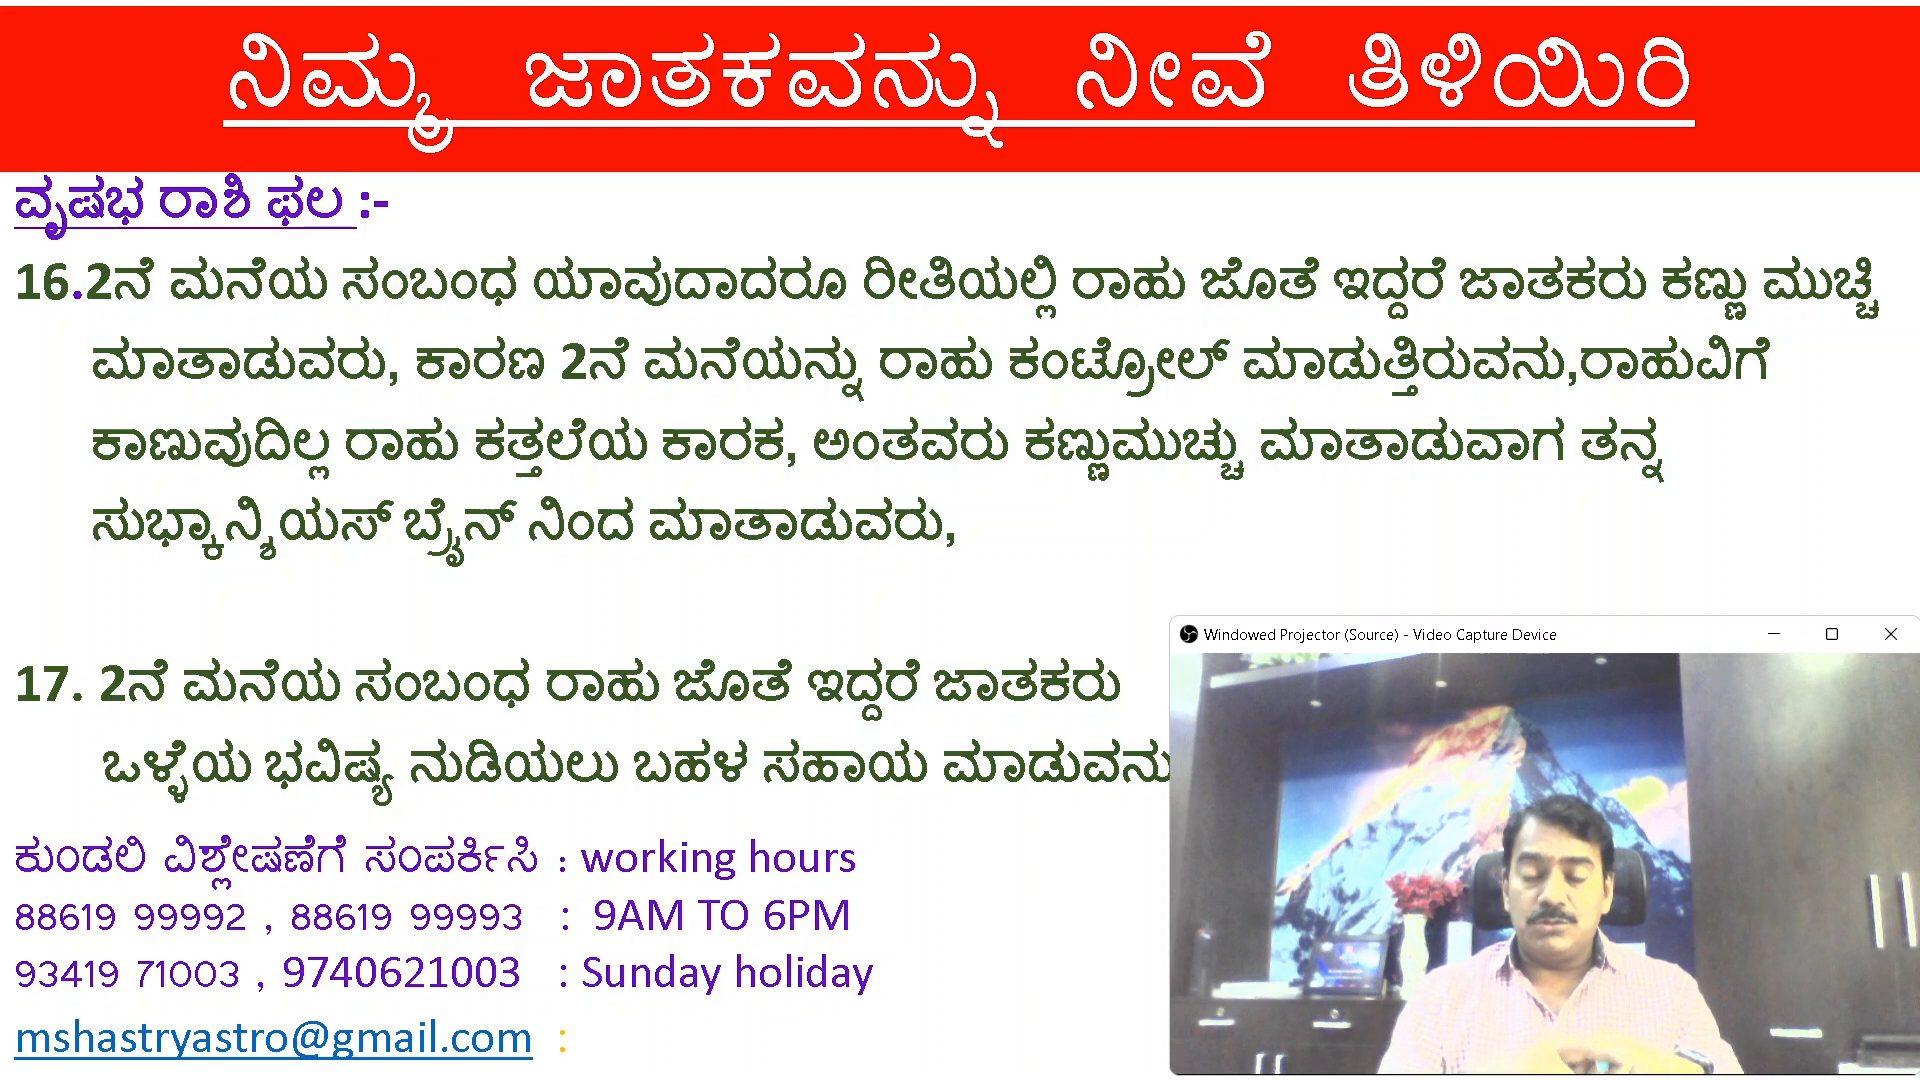 ನಿಮ್ಮ ಜಾತಕವನ್ನು ನೀವೆ ತಿಳಿಯಿರಿ
ವೃಷಭ ರಾಶಿ ಫಲ :-
16.2ನೆ ಮನೆಯ ಸಂಬಂಧ ಯಾವುದಾದರೂ ರೀತಿಯಲ್ಲಿ ರಾಹು ಜೊತೆ ಇದ್ದರೆ ಜಾತಕರು ಕಣ್ಣು ಮುಚ್ಚಿ
ಮಾತಾಡುವರು, ಕಾರಣ 2ನೆ ಮನೆಯನ್ನು ರಾಹು ಕಂಟ್ರೋಲ್ ಮಾಡುತ್ತಿರುವನು,ರಾಹುವಿಗೆ
ಕಾಣುವುದಿಲ್ಲ ರಾಹು ಕತ್ತಲೆಯ ಕಾರಕ, ಅಂತವರು ಕಣ್ಣುಮುಚ್ಚು ಮಾತಾಡುವಾಗ ತನ್ನ
ಸುಭ್ಕಾನ್ಶಿಯಸ್ ಬ್ರೈನ್ ನಿಂದ ಮಾತಾಡುವರು,
17. 2ನೆ ಮನೆಯ ಸಂಬಂಧ ರಾಹು ಜೊತೆ ಇದ್ದರೆ ಜಾತಕರು
ಒಳ್ಳೆಯ ಭವಿಷ್ಯ ನುಡಿಯಲು ಬಹಳ ಸಹಾಯ ಮಾಡುವನು
Windowed Projector (Source) - Video Capture Device
ಕುಂಡಲಿ ವಿಶ್ಲೇಷಣೆಗೆ ಸಂಪರ್ಕಿಸಿ : working hours
88619 99992 , 88619 99993 : 9AM TO 6PM
93419 71003 , 9740621003 : Sunday holiday
mshastryastro@gmail.com :